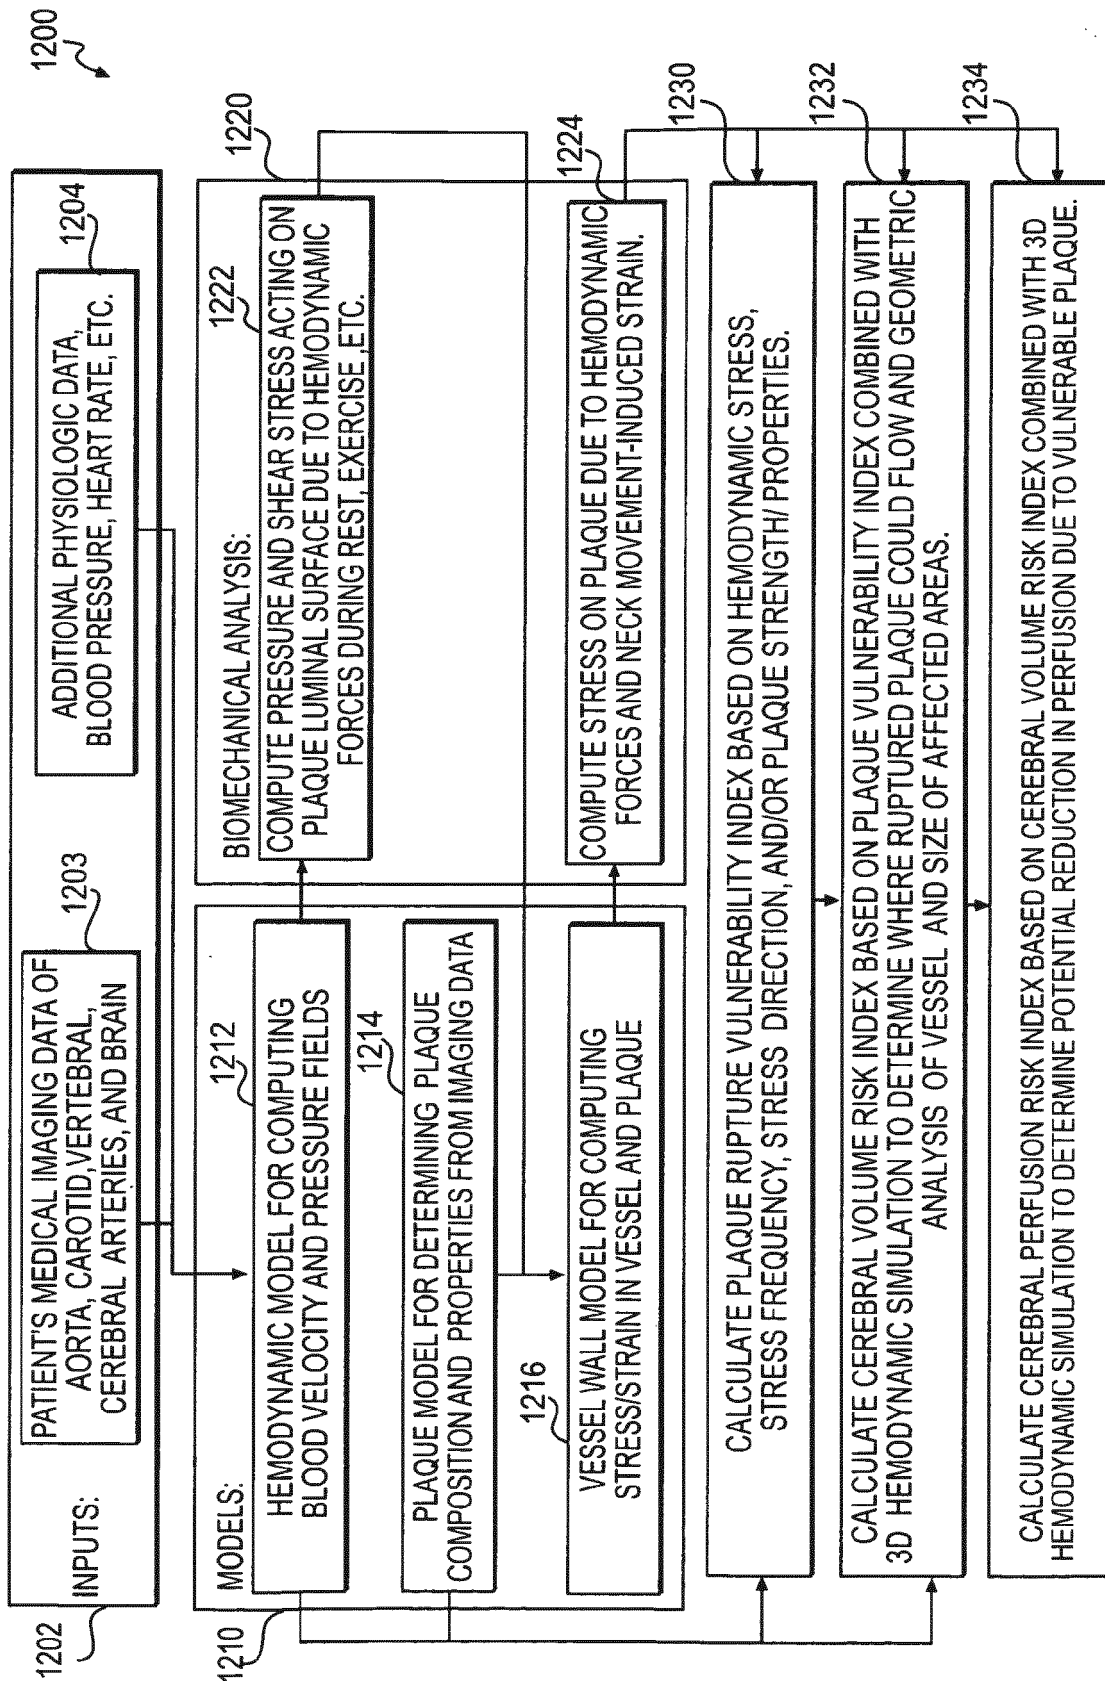 1200
1202
INPUTS:
1203
PATIENT'S MEDICAL IMAGING DATA OF
AORTA, CAROTID, VERTEBRAL,
CEREBRAL ARTERIES, AND BRAIN
1204
ADDITIONAL PHYSIOLOGIC DATA,
BLOOD PRESSURE, HEART RATE, ETC.
1210
MODELS:
1212
HEMODYNAMIC MODEL FOR COMPUTING
BLOOD VELOCITY AND PRESSURE FIELDS
1214
PLAQUE MODEL FOR DETERMINING PLAQUE
COMPOSITION AND PROPERTIES FROM IMAGING DATA
1216
VESSEL WALL MODEL FOR COMPUTING
STRESS/STRAIN IN VESSEL AND PLAQUE
1220
BIOMECHANICAL ANALYSIS:
1222
COMPUTE PRESSURE AND SHEAR STRESS ACTING ON
PLAQUE LUMINAL SURFACE DUE TO HEMODYNAMIC
FORCES DURING REST, EXERCISE, ETC.
1224
COMPUTE STRESS ON PLAQUE DUE TO HEMODYNAMIC
FORCES AND NECK MOVEMENT-INDUCED STRAIN.
1230
CALCULATE PLAQUE RUPTURE VULNERABILITY INDEX BASED ON HEMODYNAMIC STRESS,
STRESS FREQUENCY, STRESS DIRECTION, AND/OR PLAQUE STRENGTH/ PROPERTIES.
1232
CALCULATE CEREBRAL VOLUME RISK INDEX BASED ON PLAQUE VULNERABILITY INDEX COMBINED WITH
3D HEMODYNAMIC SIMULATION TO DETERMINE WHERE RUPTURED PLAQUE COULD FLOW AND GEOMETRIC
ANALYSIS OF VESSEL AND SIZE OF AFFECTED AREAS.
1234
CALCULATE CEREBRAL PERFUSION RISK INDEX BASED ON CEREBRAL VOLUME RISK INDEX COMBINED WITH 3D
HEMODYNAMIC SIMULATION TO DETERMINE POTENTIAL REDUCTION IN PERFUSION DUE TO VULNERABLE PLAQUE.